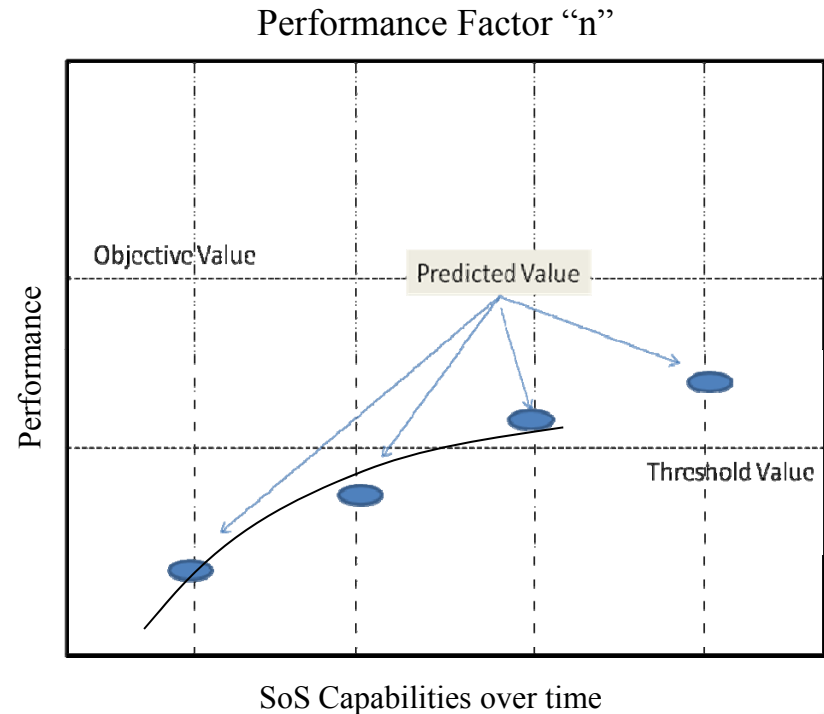 Performance Factor “n”
Objective Value
Predicted Value
Performance
Threshold Value
SoS Capabilities over time